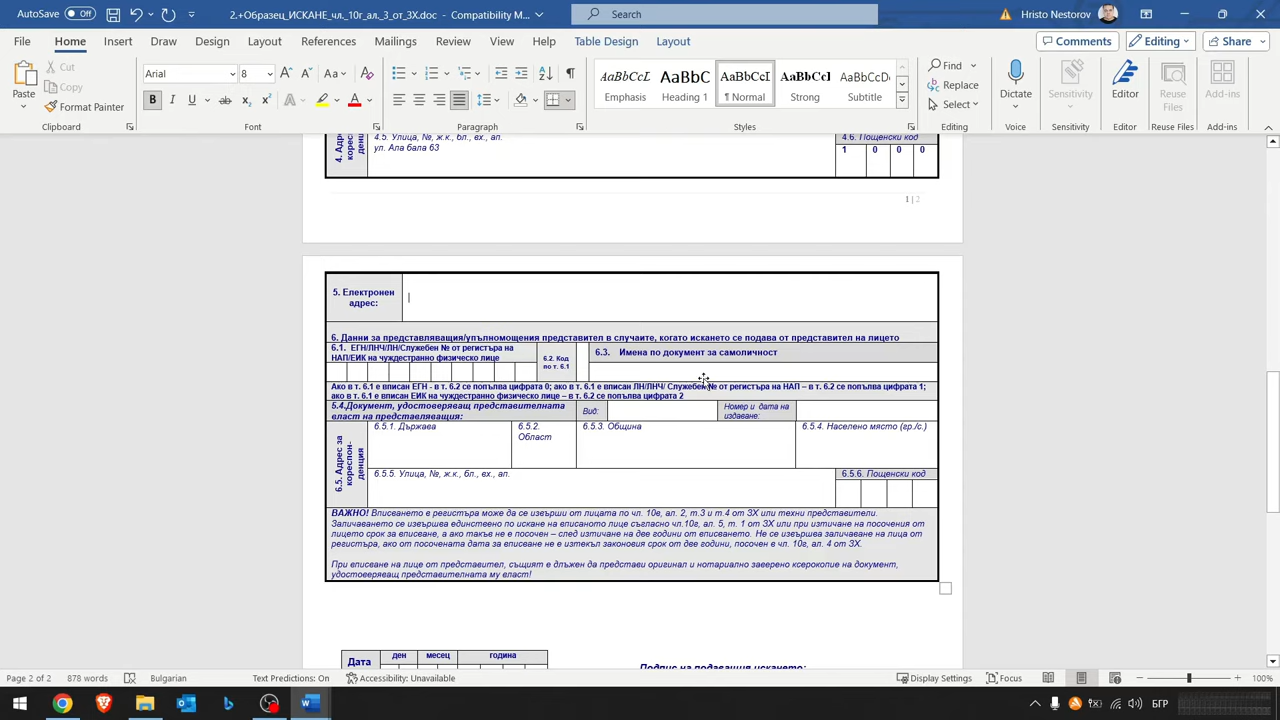 2.+Образец+Ок... • Saved
Search
Hristo Nestorov
File Home Insert Draw Design Layout References Mailings Review View Help Table Design Layout
Comments Editing Share
Paste Cut Copy Format Painter
Clipboard
Arial 8
Font
Paragraph
AaBbCcL AaBbC AaBbCcI AaBbCcI AaBbCcD
Emphasis Heading 1 Normal Strong Subtitle
Styles
Find Replace Select
Editing
Dictate
Voice
Sensitivity
Sensitivity
Editor
Editor
Reuse Files
Reuse Files
Add-ins
Add-ins
4.5. Улица, №, ж.к., бл., вх., ап.
ул. Ала бала 63
4.6. Пощенски код
1 0 0 0
1 | 2
5. Електронен адрес:
6. Данни за представляващия/упълномощения представител в случаите, когато искането се подава от представител на лицето
6.1. ЕГН/ЛНЧ/ЛН/Служебен № от регистъра на НАП/ЕИК на чуждестранно физическо лице
6.2. Код по т. 6.1
6.3. Имена по документ за самоличност
Ако в т. 6.1 е вписан ЕГН - в т. 6.2 се попълва цифрата 0; ако в т. 6.1 е вписан ЛН/ЛНЧ/ Служебен № от регистъра на НАП – в т. 6.2 се попълва цифрата 1;
ако в т. 6.1 е вписан ЕИК на чуждестранно физическо лице – в т. 6.2 се попълва цифрата 2
5.4.Документ, удостоверяващ представителната власт на представляващия:
Вид:
Номер и дата на издаване:
6.5. Адрес за кореспон-денция
6.5.1. Държава
6.5.2. Област
6.5.3. Община
6.5.4. Населено място (гр./с.)
6.5.5. Улица, №, ж.к., бл., вх., ап.
6.5.6. Пощенски код
ВАЖНО! Вписването в регистъра може да се извърши от лицата по чл. 10г, ал. 2, т.3 и т.4 от ЗХ или техни представители.
Заличаването се извършва единствено по искане на вписаното лице съгласно чл.10г, ал. 5, т. 1 от ЗХ или при изтичане на посочения от
лицето срок за вписване, а ако такъв не е посочен – след изтичане на две години от вписването. Не се извършва заличаване на лица от
регистъра, ако от посочената дата за вписване не е изтекъл законовия срок от две години, посочен в чл. 10г, ал. 4 от ЗХ.
При вписване на лице от представител, същият е длъжен да представи оригинал и нотариално заверено ксерокопие на документ,
удостоверяващ представителната му власт!
Дата ден месец година
Подпис на подаващия искането:
Page 2 of 2 878 words Bulgarian Text Predictions: On Accessibility: Unavailable Display Settings Focus 100%
БГР